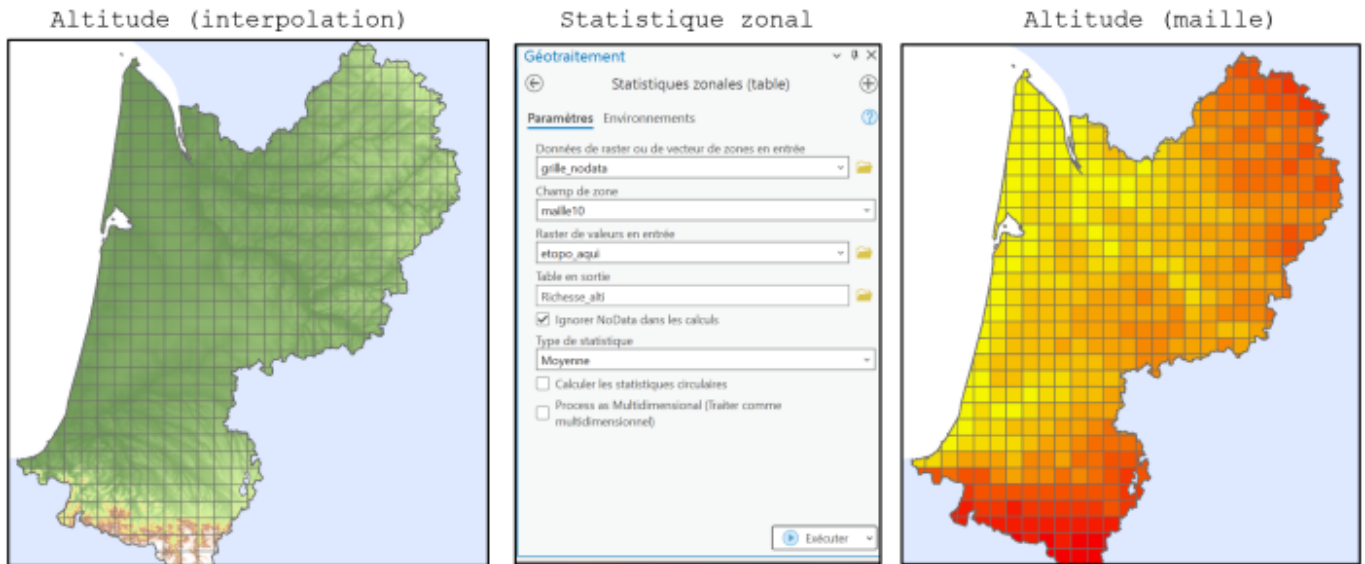 Altitude (interpolation)
Statistique zonal
Altitude (maille)
Géotraitement
Statistiques zonales (table)
Paramètres Environnements
Données de raster ou de vecteur de zones en entrée
grille_nodata
Champ de zone
maille10
Raster de valeurs en entrée
etopo_aqui
Table en sortie
Richesse_alti
Ignorer NoData dans les calculs
Type de statistique
Moyenne
Calculer les statistiques circulaires
Process as Multidimensional (Traiter comme
multidimensionnel)
Exécuter